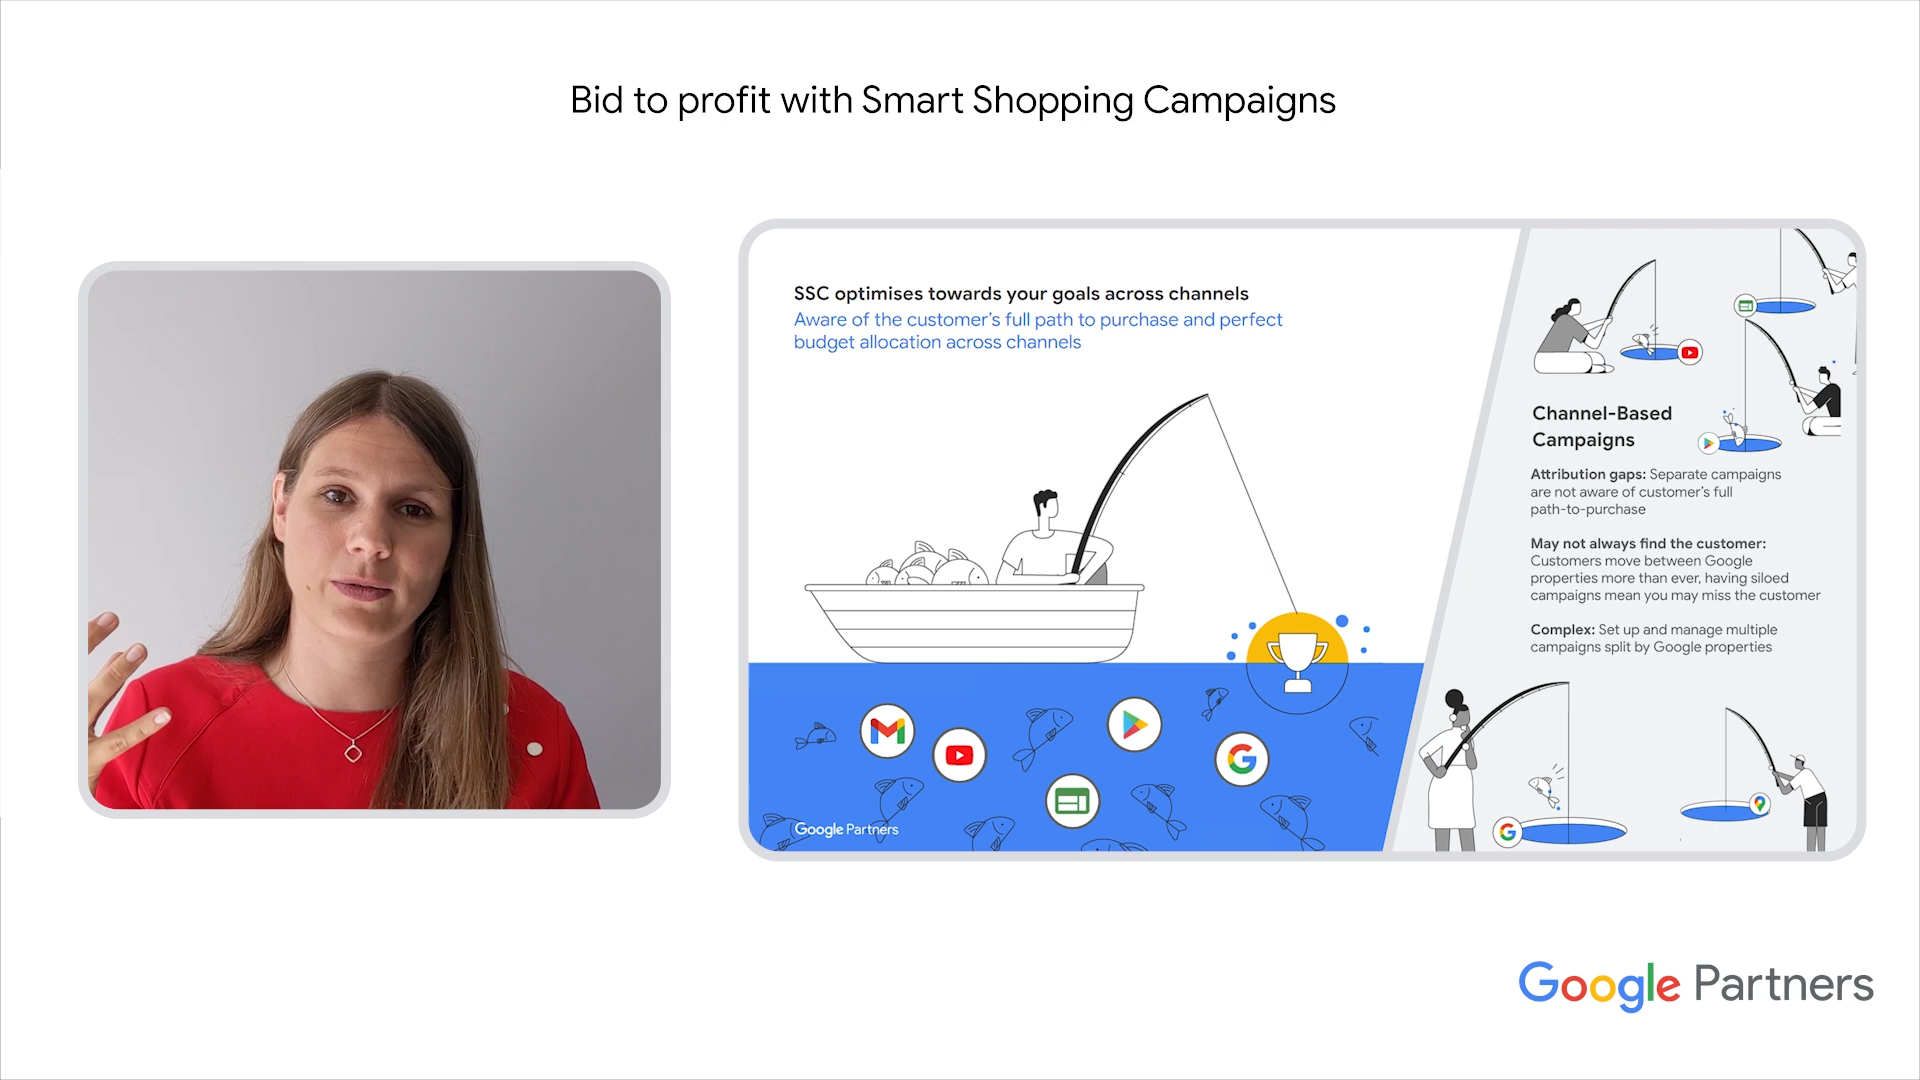 Bid to profit with Smart Shopping Campaigns
SSC optimises towards your goals across channels
Aware of the customer's full path to purchase and perfect
budget allocation across channels
Google Partners
Channel-Based
Campaigns
Attribution gaps: Separate campaigns
are not aware of customer's full
path-to-purchase
May not always find the customer:
Customers move between Google
properties more than ever, having siloed
campaigns mean you may miss the customer
Complex: Set up and manage multiple
campaigns split by Google properties
Google Partners